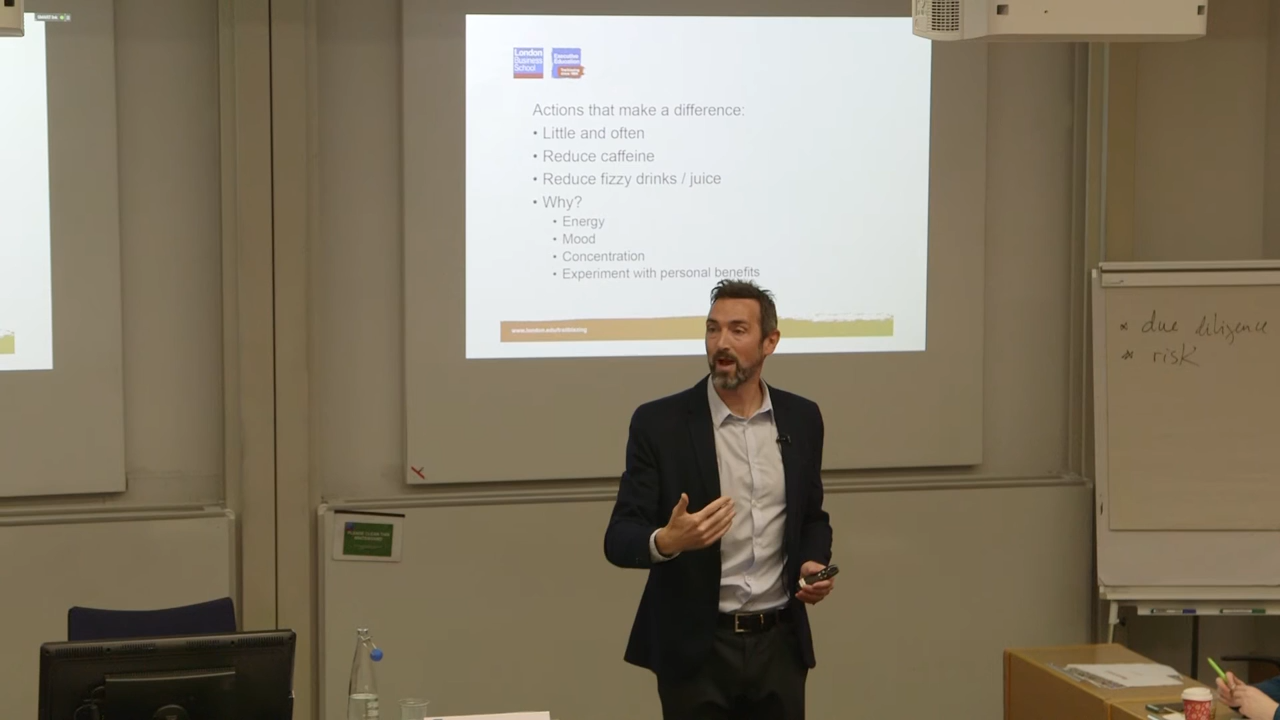 London
Business
School
Executive
Education
Actions that make a difference:
• Little and often
• Reduce caffeine
• Reduce fizzy drinks / juice
• Why?
• Energy
• Mood
• Concentration
• Experiment with personal benefits
* due diligence
* risk